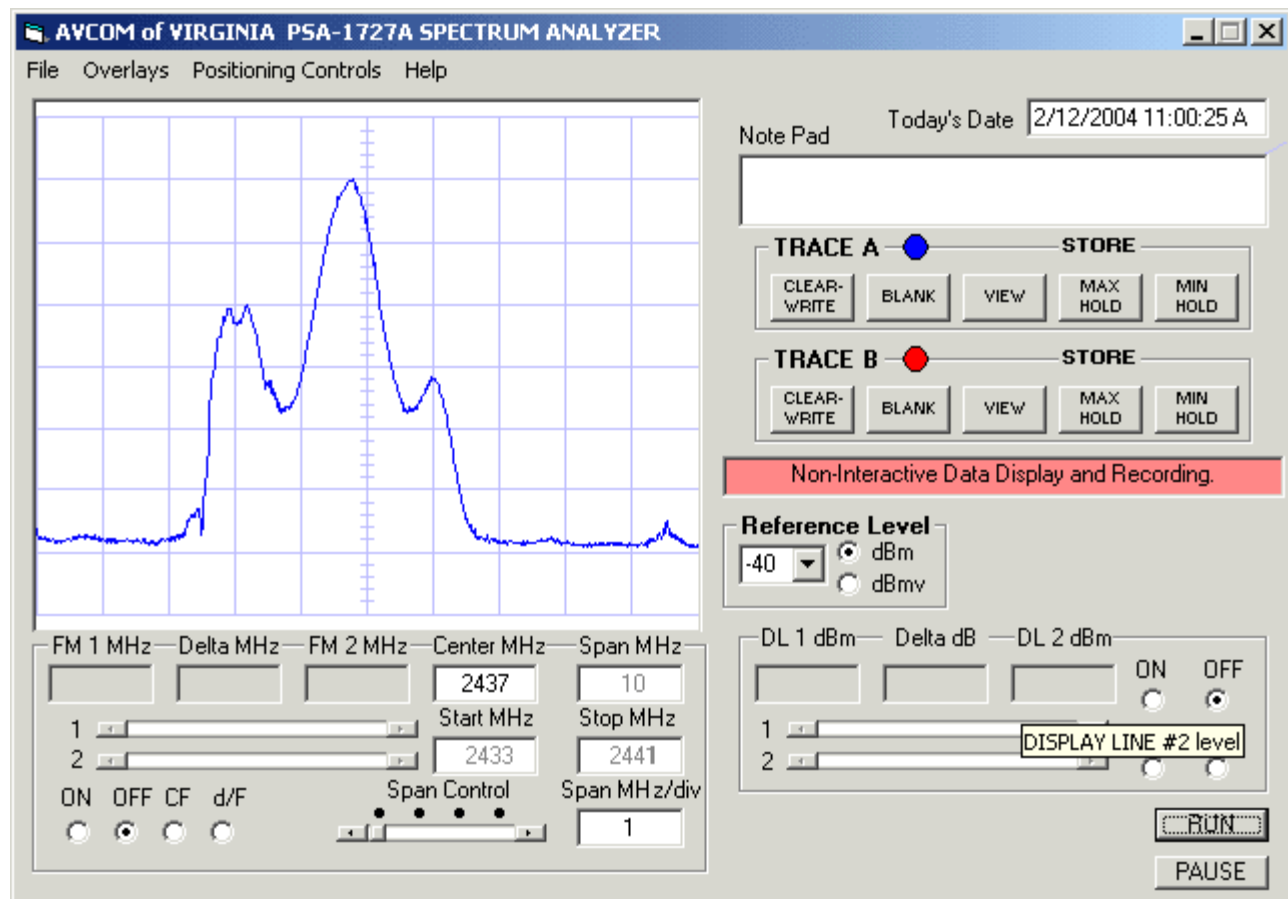 AVCOM of VIRGINIA PSA-1727A SPECTRUM ANALYZER
File Overlays Positioning Controls Help
Today's Date 2/12/2004 11:00:25 A
Note Pad
TRACE A STORE
CLEAR-WRITE BLANK VIEW MAX HOLD MIN HOLD
TRACE B STORE
CLEAR-WRITE BLANK VIEW MAX HOLD MIN HOLD
Non-Interactive Data Display and Recording.
Reference Level
-40 dBm
dBmv
FM 1 MHz Delta MHz FM 2 MHz Center MHz Span MHz
2437 10
Start MHz Stop MHz
1
2 2433 2441
Span Control Span MHz/div
ON OFF CF d/F
1
DL 1 dBm Delta dB DL 2 dBm
ON OFF
1
DISPLAY LINE #2 level
2
RUN
PAUSE